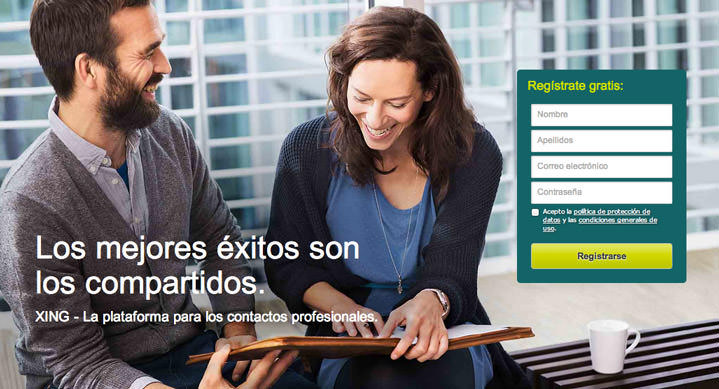 Regístrate gratis:
Nombre
Apellidos
Correo electrónico
Contraseña
Acepto la política de protección de
datos y las condiciones generales de
uso.
Registrarse
Los mejores éxitos son
los compartidos.
XING - La plataforma para los contactos profesionales.